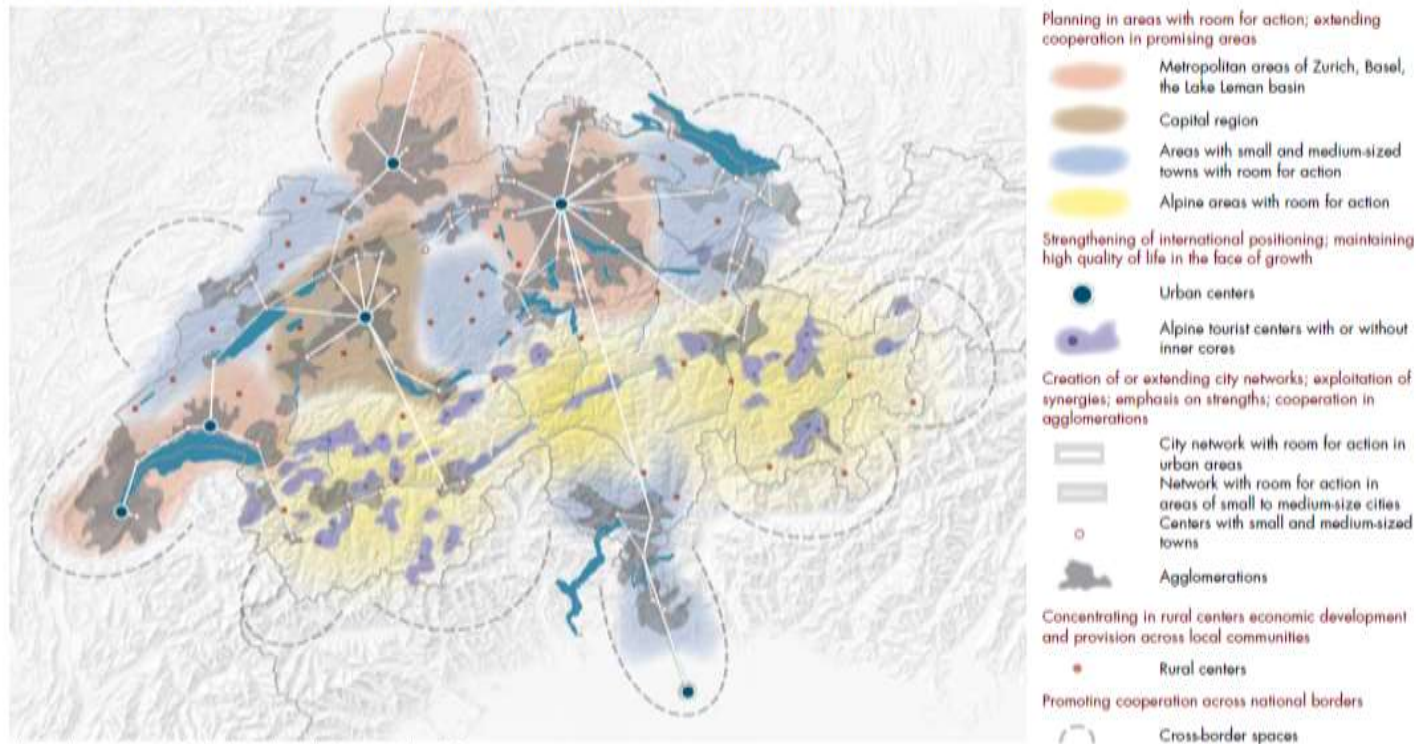 Planning in areas with room for action; extending
cooperation in promising areas
Metropolitan areas of Zurich, Basel,
the Lake Leman basin
Capital region
Areas with small and medium-sized
towns with room for action
Alpine areas with room for action
Strengthening of international positioning; maintaining
high quality of life in the face of growth
Urban centers
Alpine tourist centers with or without
inner cores
Creation of or extending city networks; exploitation of
synergies; emphasis on strengths; cooperation in
agglomerations
City network with room for action in
urban areas
Network with room for action in
areas of small to medium-size cities
Centers with small and medium-sized
towns
Agglomerations
Concentrating in rural centers economic development
and provision across local communities
Rural centers
Promoting cooperation across national borders
Cross-border spaces